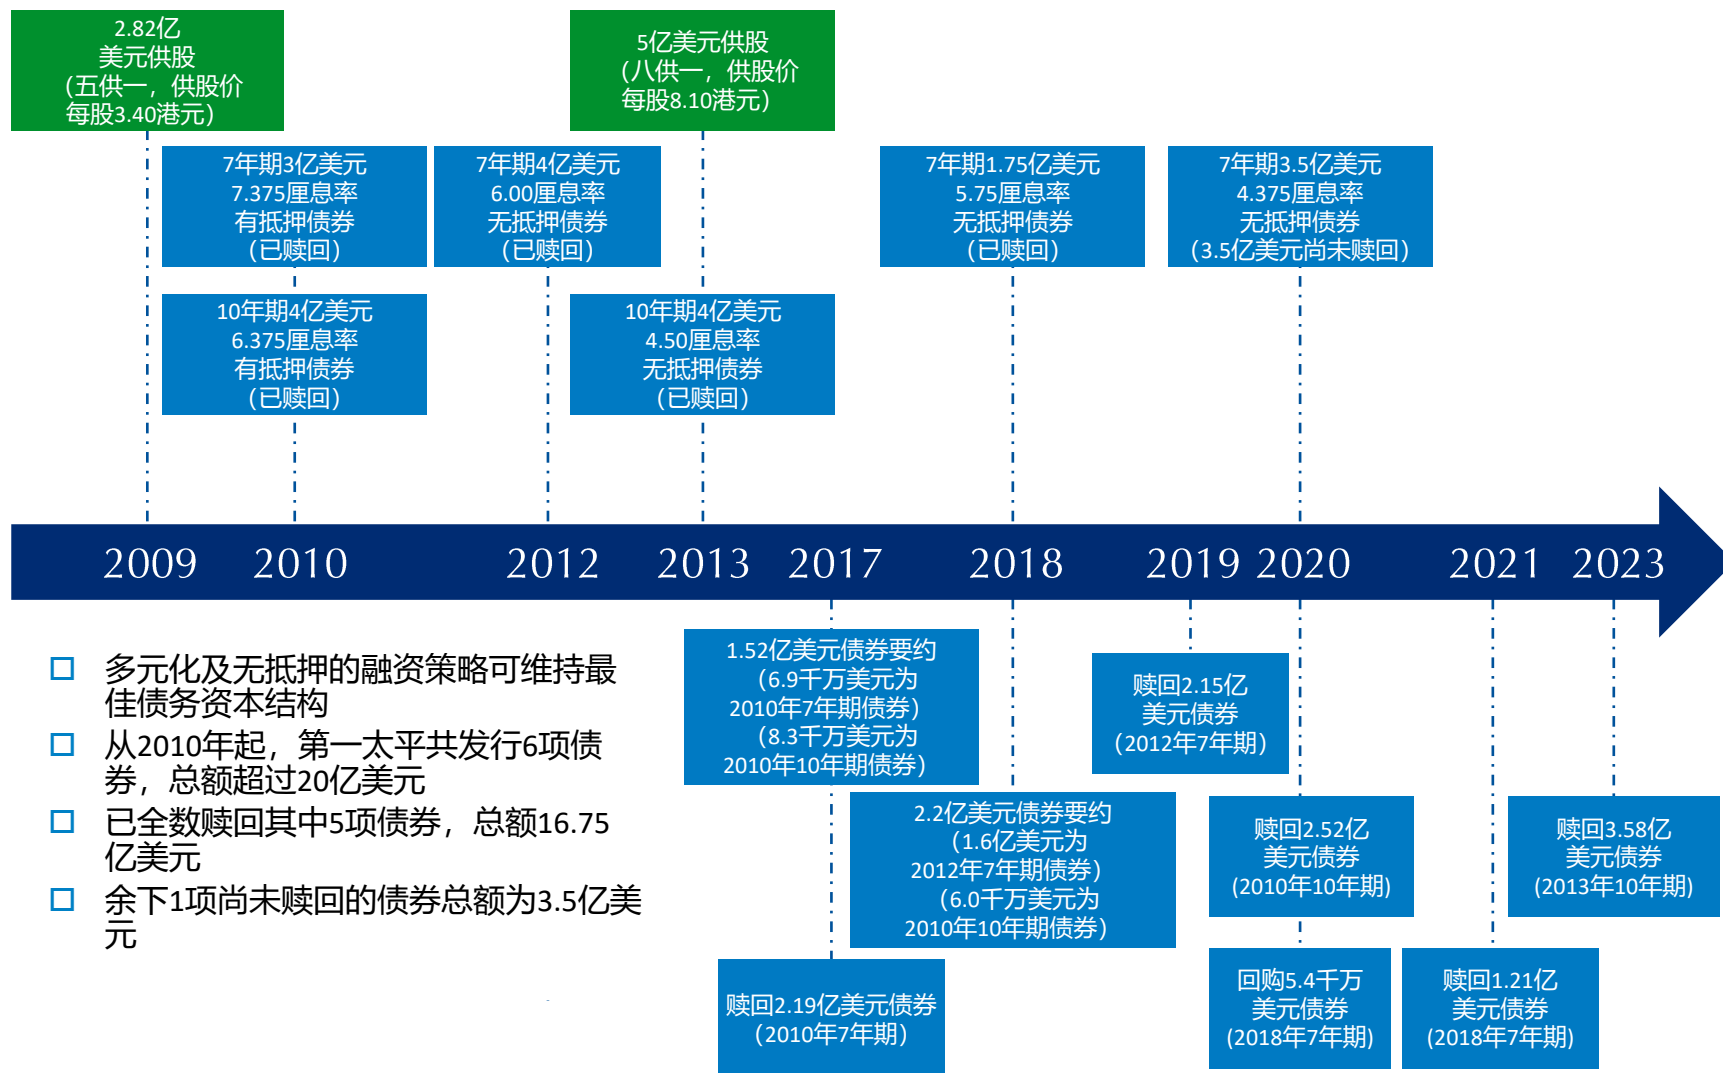 2.82亿
美元供股
（五供一，供股价
每股3.40港元）
5亿美元供股
（八供一，供股价
每股8.10港元）
7年期3亿美元
7.375厘息率
有抵押债券
（已赎回）
7年期4亿美元
6.00厘息率
无抵押债券
（已赎回）
7年期1.75亿美元
5.75厘息率
无抵押债券
（已赎回）
7年期3.5亿美元
4.375厘息率
无抵押债券
（3.5亿美元尚未赎回）
10年期4亿美元
6.375厘息率
有抵押债券
（已赎回）
10年期4亿美元
4.50厘息率
无抵押债券
（已赎回）
2009 2010 2012 2013 2017 2018 2019 2020 2021 2023
多元化及无抵押的融资策略可维持最
佳债务资本结构
从2010年起，第一太平共发行6项债
券，总额超过20亿美元
已全数赎回其中5项债券，总额16.75
亿美元
余下1项尚未赎回的债券总额为3.5亿美
元
1.52亿美元债券要约
（6.9千万美元为
2010年7年期债券）
（8.3千万美元为
2010年10年期债券）
赎回2.19亿美元债券
（2010年7年期）
2.2亿美元债券要约
（1.6亿美元为
2012年7年期债券）
（6.0千万美元为
2010年10年期债券）
赎回2.15亿
美元债券
（2012年7年期）
赎回2.52亿
美元债券
(2010年10年期)
回购5.4千万
美元债券
(2018年7年期)
赎回1.21亿
美元债券
(2018年7年期)
赎回3.58亿
美元债券
(2013年10年期)